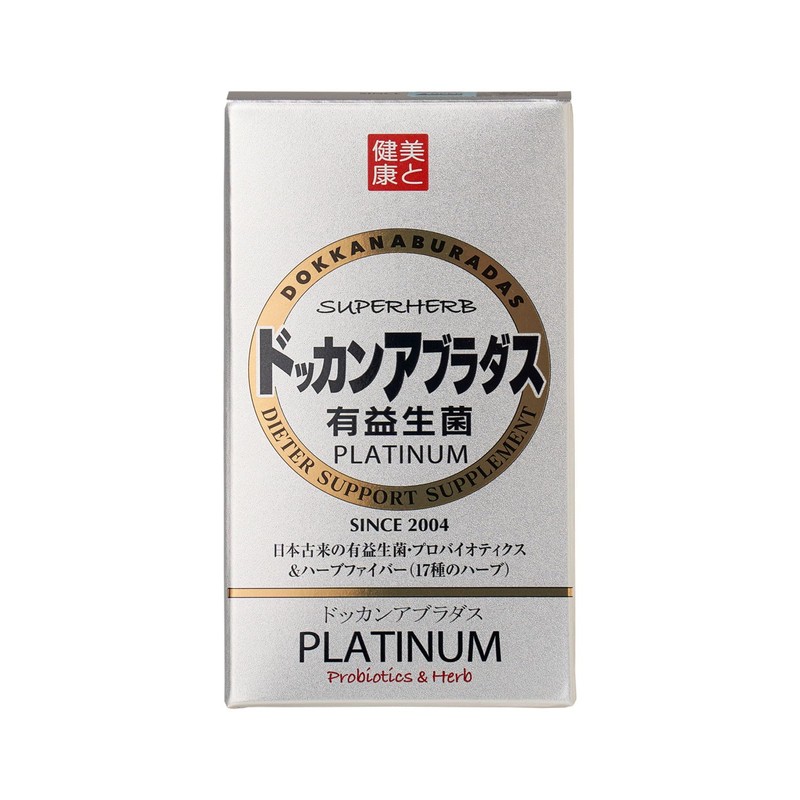 美と
健康
DOKKANABURADAS
SUPERHERB
ドッカンアブラダス
有益生菌
PLATINUM
DIETER SUPPORT SUPPLEMENT
SINCE 2004
日本古来の有益生菌・プロバイオティクス
&ハーブファイバー(17種のハーブ)
ドッカンアブラダス
PLATINUM
Probiotics & Herb